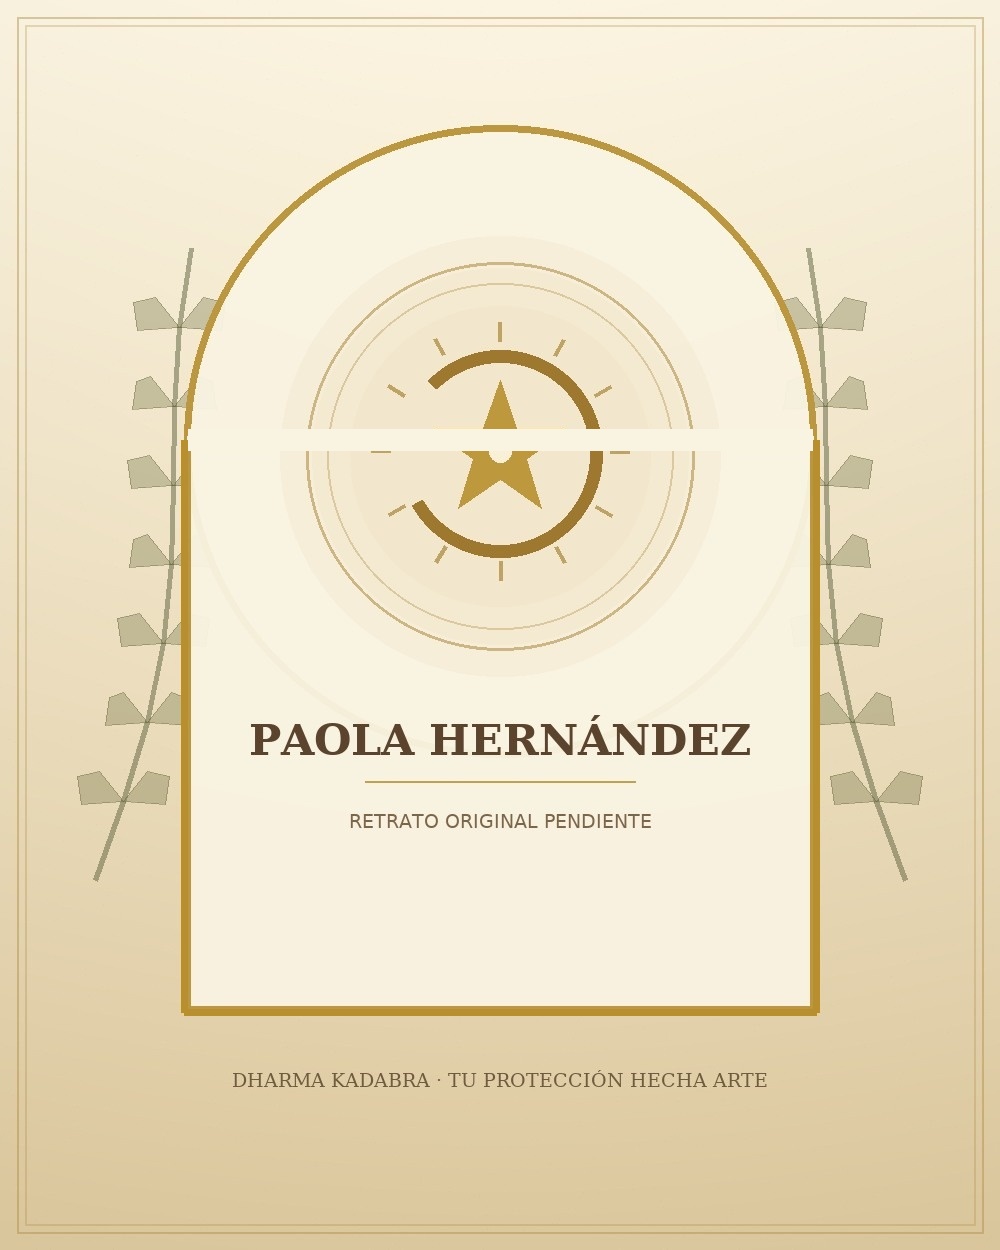 PAOLA HERNÁNDEZ
RETRATO ORIGINAL PENDIENTE
DHARMA KADABRA · TU PROTECCIÓN HECHA ARTE